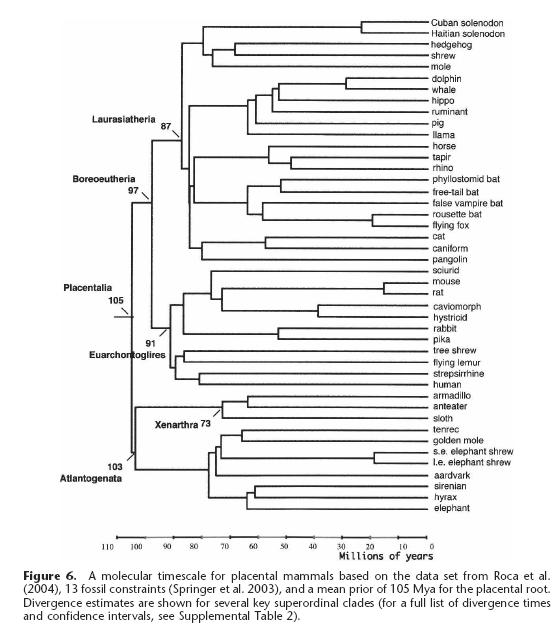 Cuban solenodon
Haitian solenodon
hedgehog
shrew
mole
dolphin
whale
hippo
ruminant
pig
llama
Laurasiatheria
87
horse
tapir
rhino
phyllostomid bat
free-tail bat
false vampire bat
rousette bat
flying fox
Boreoeutheria
97
cat
caniform
pangolin
sciurid
mouse
rat
caviomorph
hystricid
rabbit
pika
Placentalia
105
91
Euarchontoglires
tree shrew
flying lemur
strepsirrhine
human
armadillo
anteater
sloth
Xenarthra 73
tenrec
golden mole
s.e. elephant shrew
l.e. elephant shrew
aardvark
sirenian
hyrax
elephant
103
Atlantogenata
110 100 90 80 70 60 50 40 30 20 10 0
Millions of years
Figure 6. A molecular timescale for placental mammals based on the data set from Roca et al.
(2004), 13 fossil constraints (Springer et al. 2003), and a mean prior of 105 Mya for the placental root.
Divergence estimates are shown for several key superordinal clades (for a full list of divergence times
and confidence intervals, see Supplemental Table 2).